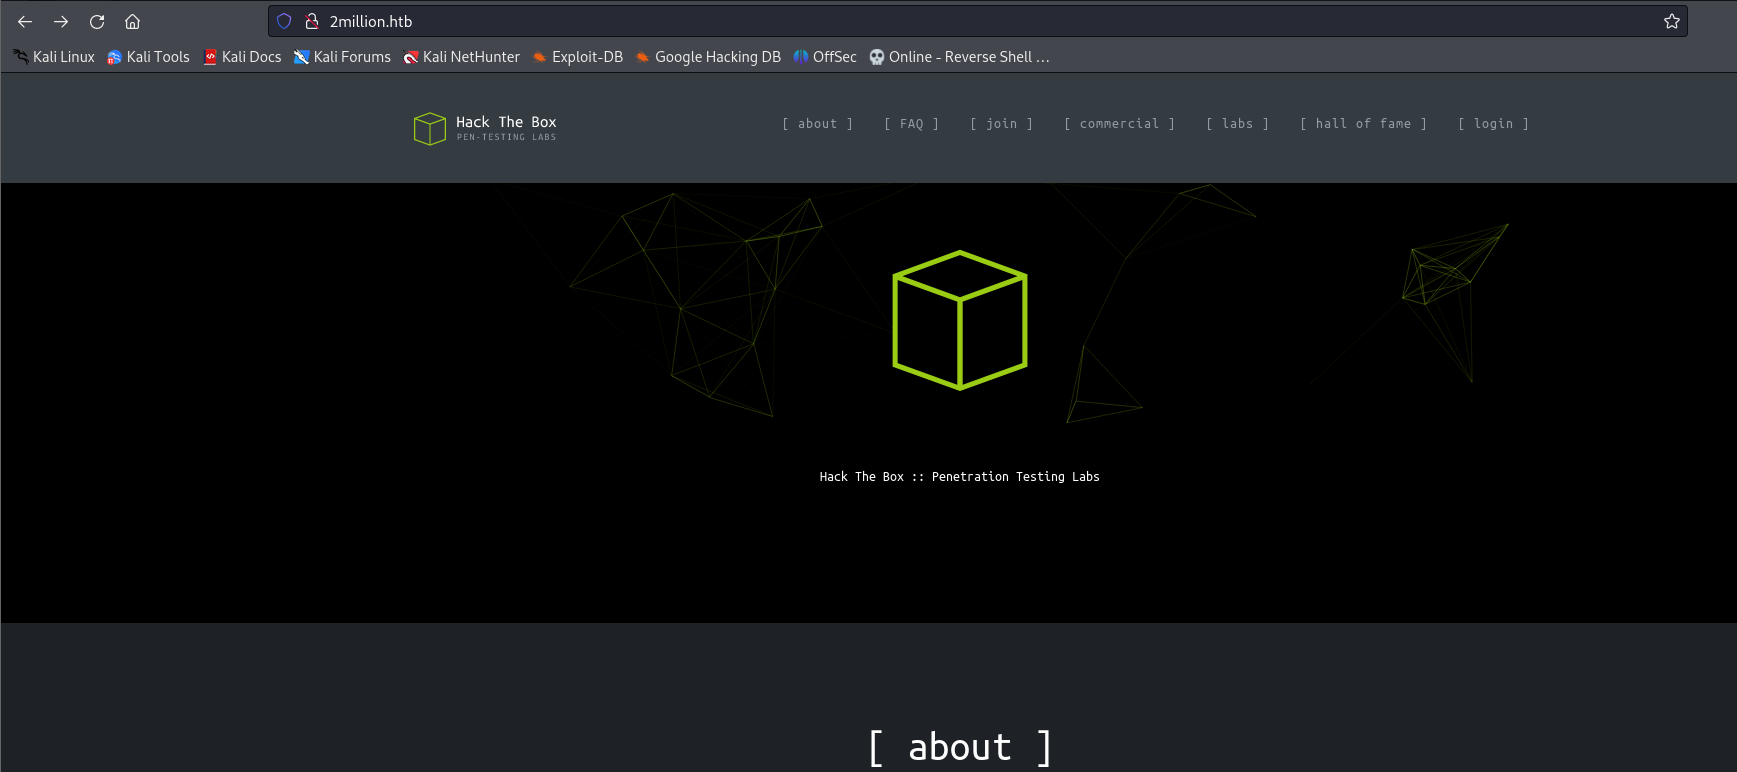 2million.htb
Kali Linux Kali Tools Kali Docs Kali Forums Kali NetHunter Exploit-DB Google Hacking DB OffSec Online - Reverse Shell …
Hack The Box
PEN-TESTING LABS
[ about ] [ FAQ ] [ join ] [ commercial ] [ labs ] [ hall of fame ] [ login ]
Hack The Box :: Penetration Testing Labs
[ about ]